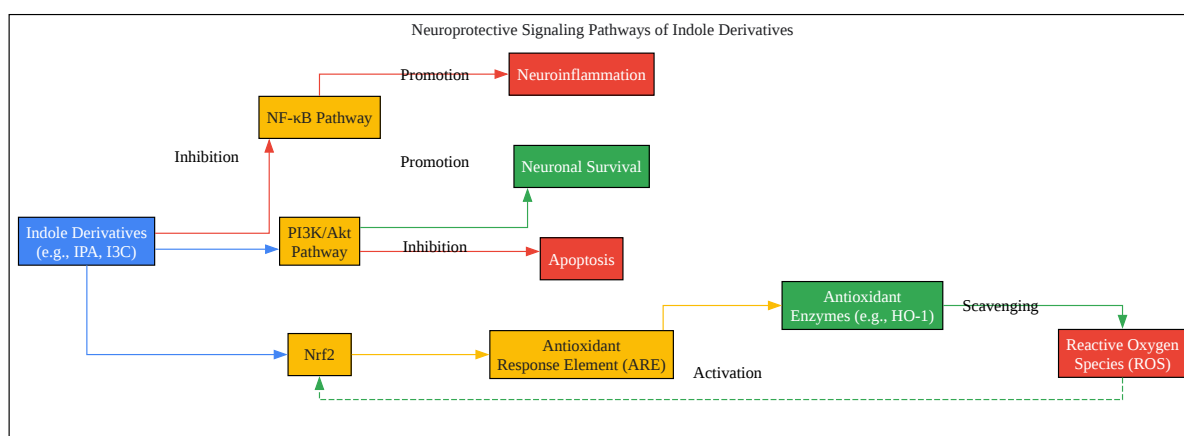 Neuroprotective Signaling Pathways of Indole Derivatives
Promotion
Neuroinflammation
NF-κB Pathway
Inhibition
Promotion
Neuronal Survival
Indole Derivatives
(e.g., IPA, I3C)
PI3K/Akt
Pathway
Inhibition
Apoptosis
Antioxidant
Enzymes (e.g., HO-1)
Scavenging
Nrf2
Antioxidant
Response Element (ARE)
Activation
Reactive Oxygen
Species (ROS)